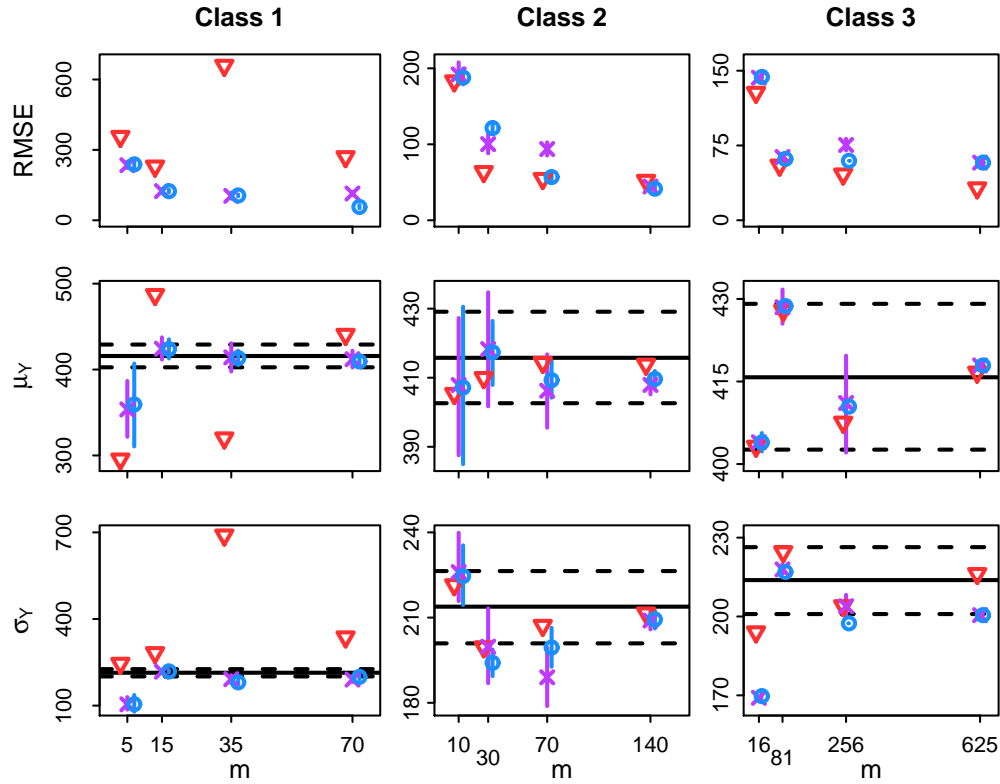 Class 1
Class 2
Class 3
RMSE
0 300 600
0 100 200
0 75 150
μY
300 400 500
390 410 430
400 415 430
σY
100 400 700
180 210 240
170 200 230
5 15 35 70
10 30 70 140
16 81 256 625
m
m
m